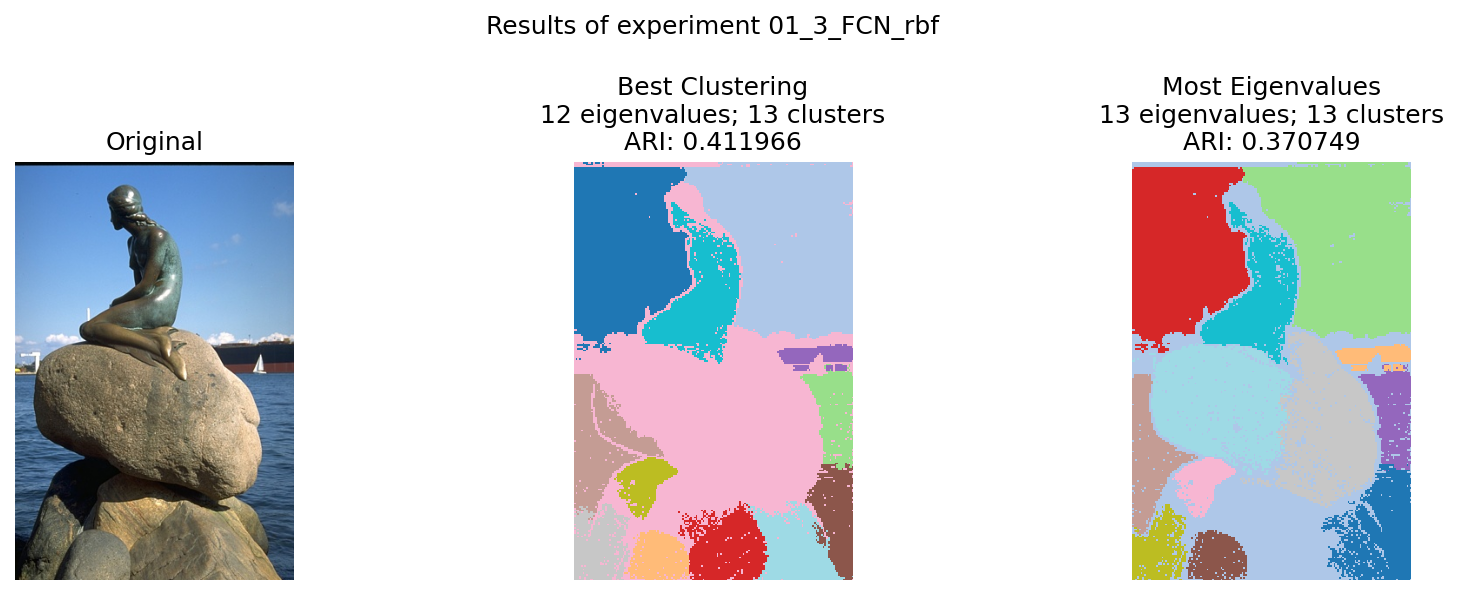 Results of experiment 01_3_FCN_rbf
Original
Best Clustering
12 eigenvalues; 13 clusters
ARI: 0.411966
Most Eigenvalues
13 eigenvalues; 13 clusters
ARI: 0.370749